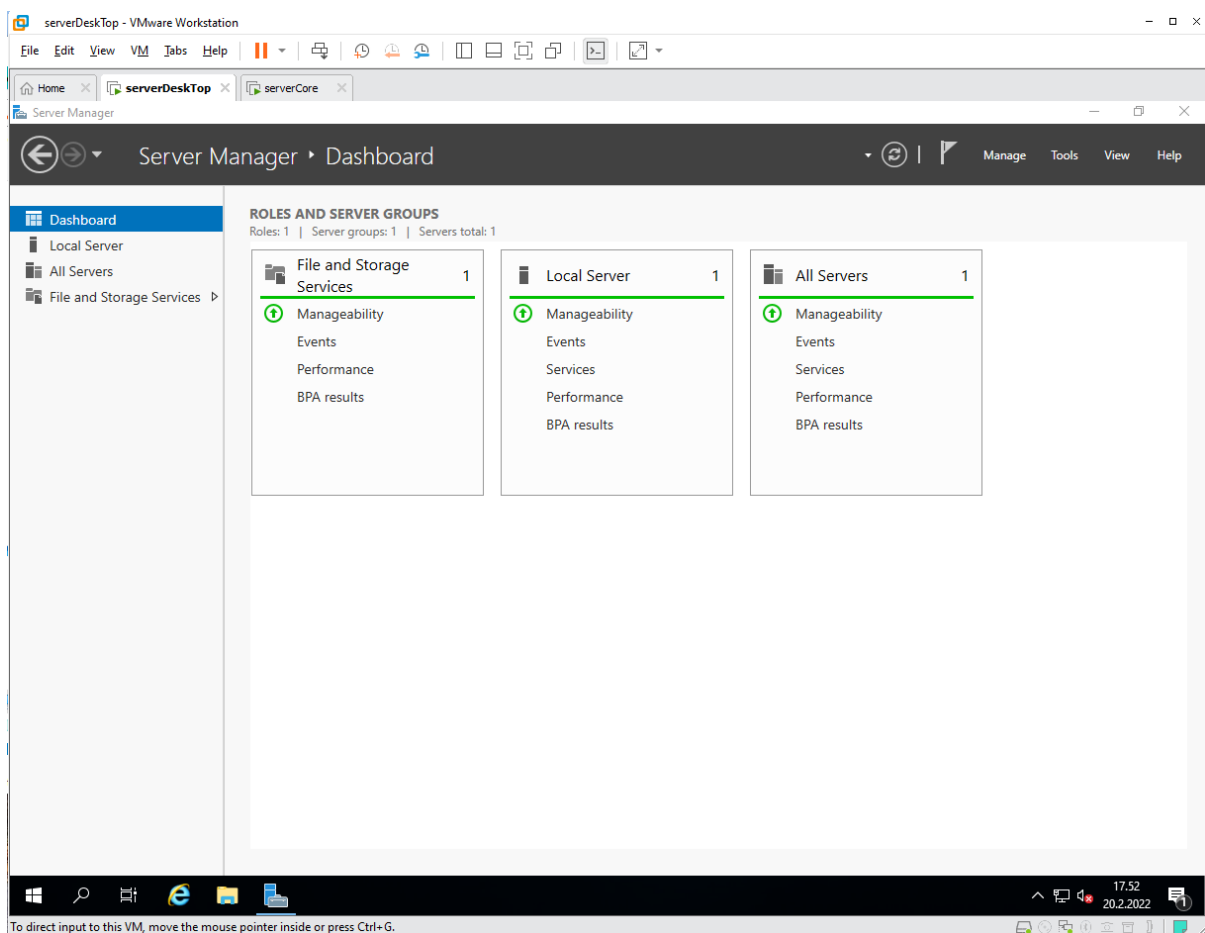 serverDeskTop - VMware Workstation
File Edit View VM Tabs Help
Home serverDeskTop serverCore
Server Manager
Server Manager Dashboard
Manage Tools View Help
Dashboard
Local Server
All Servers
File and Storage Services
ROLES AND SERVER GROUPS
Roles: 1 | Server groups: 1 | Servers total: 1
File and Storage
Services
1
Manageability
Events
Performance
BPA results
Local Server 1
Manageability
Events
Services
Performance
BPA results
All Servers 1
Manageability
Events
Services
Performance
BPA results
17.52
20.2.2022
1
To direct input to this VM, move the mouse pointer inside or press Ctrl+G.